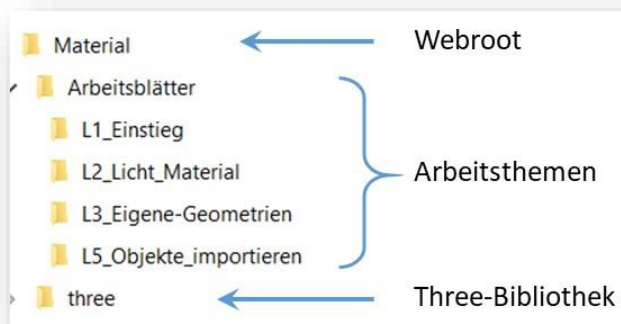 Material
Webroot
Arbeitsblätter
L1_Einstieg
L2_Licht_Material
Arbeitsthemen
L3_Eigene-Geometrien
L5_Objekte_importieren
three
Three-Bibliothek